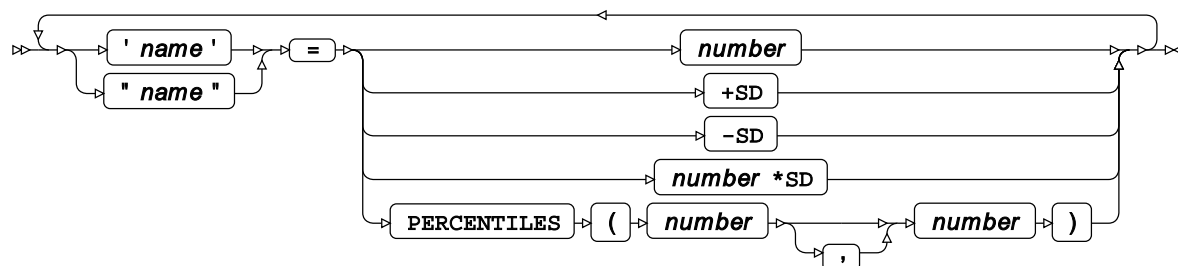 ' name ' = number
" name " +SD
-SD
number *SD
PERCENTILES ( number number )
,